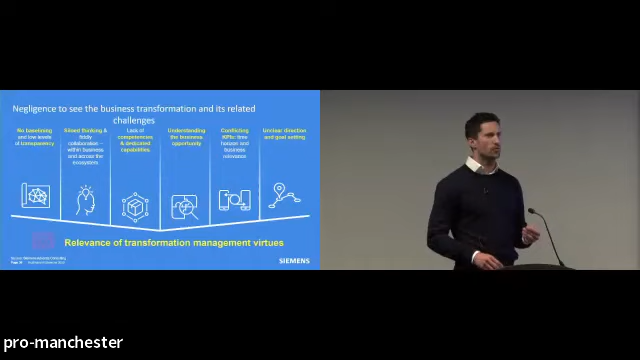 Negligence to see the business transformation and its related
challenges
No baselining
and low levels
of transparency
Siloed thinking &
collaboration –
within business
and across the
ecosystem
Lack of
competences
& dedicated
capabilities
Understanding
the business
opportunity
Conflicting
KPIs: time
horizon and
business
relevance
Unclear direction
and goal setting
Relevance of transformation management virtues
SIEMENS
pro-manchester